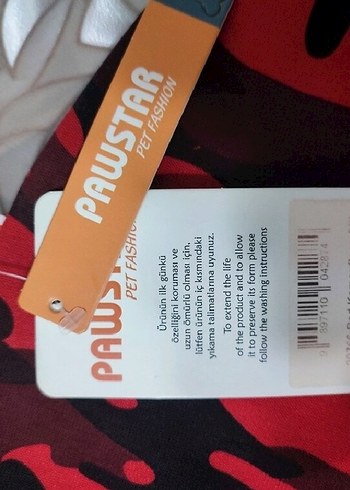 PAWSTAR
PET FASHION
PAWSTAR
PET FASHION
Ürünün ilk günkü
özelliğini koruması ve
uzun ömürlü olması için,
lütfen ürünün iç kısmındaki
yıkama talimatlarına uyunuz.
To extend the life
of the product and to allow
it to preserve its form please
follow the washing instructions